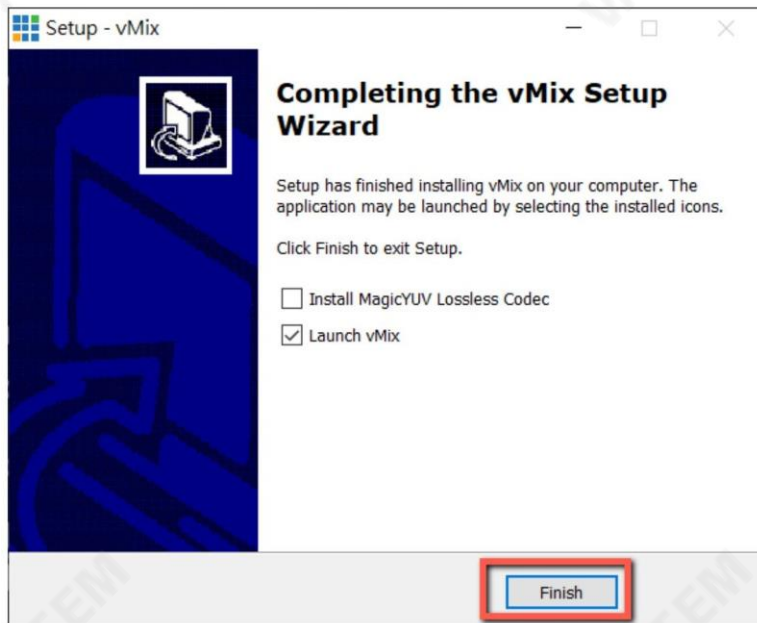 Setup - vMix
Completing the vMix Setup
Wizard
Setup has finished installing vMix on your computer. The
application may be launched by selecting the installed icons.
Click Finish to exit Setup.
Install MagicYUV Lossless Codec
Launch vMix
Finish